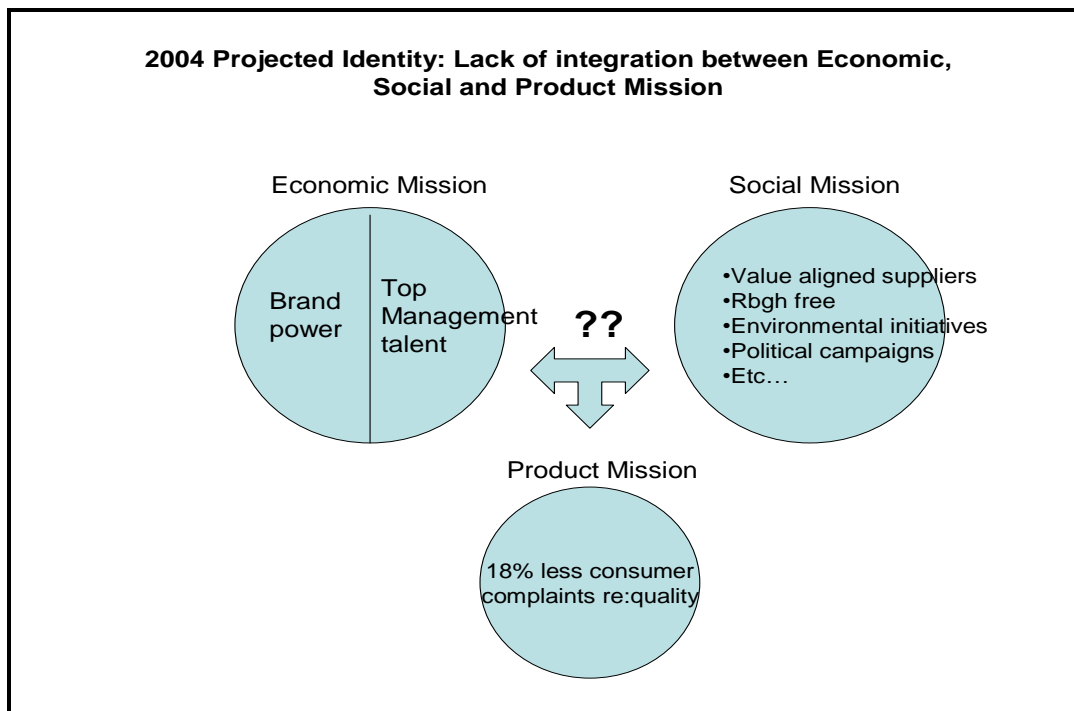 2004 Projected Identity: Lack of integration between Economic,
Social and Product Mission
Economic Mission
Social Mission
Brand
power
Top
Management
talent
??
•Value aligned suppliers
•Rbgh free
•Environmental initiatives
•Political campaigns
•Etc…
Product Mission
18% less consumer
complaints re:quality